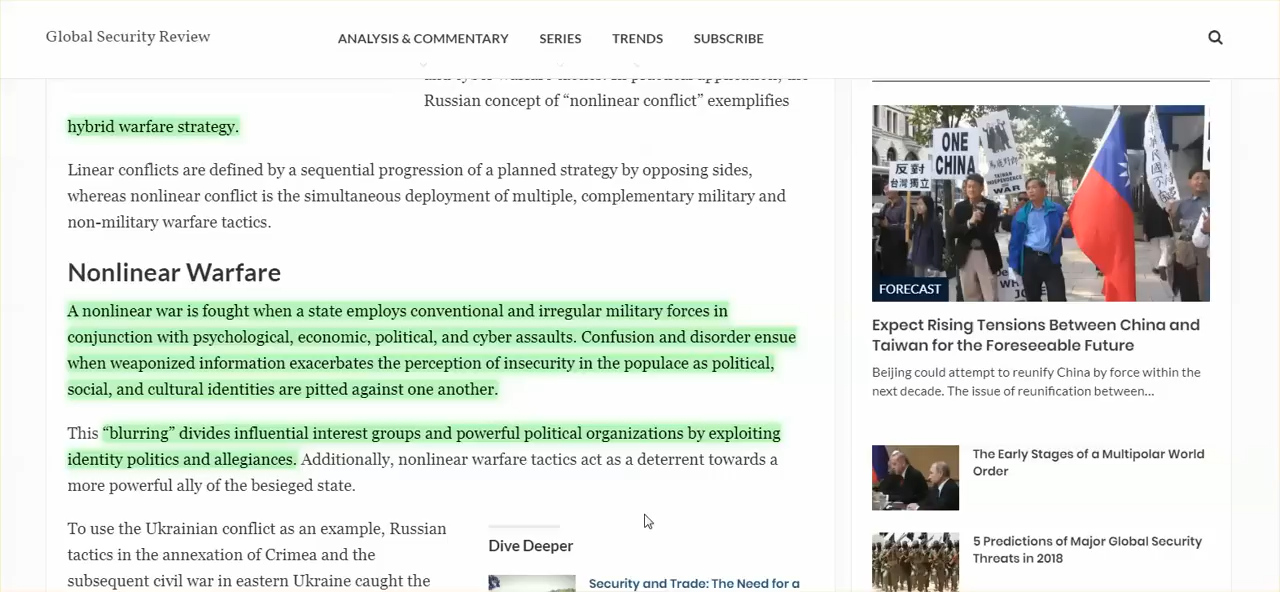 Global Security Review
ANALYSIS & COMMENTARY SERIES TRENDS SUBSCRIBE
Russian concept of “nonlinear conflict” exemplifies
hybrid warfare strategy.
Linear conflicts are defined by a sequential progression of a planned strategy by opposing sides,
whereas nonlinear conflict is the simultaneous deployment of multiple, complementary military and
non-military warfare tactics.
Nonlinear Warfare
A nonlinear war is fought when a state employs conventional and irregular military forces in
conjunction with psychological, economic, political, and cyber assaults. Confusion and disorder ensue
when weaponized information exacerbates the perception of insecurity in the populace as political,
social, and cultural identities are pitted against one another.
This “blurring” divides influential interest groups and powerful political organizations by exploiting
identity politics and allegiances. Additionally, nonlinear warfare tactics act as a deterrent towards a
more powerful ally of the besieged state.
To use the Ukrainian conflict as an example, Russian
tactics in the annexation of Crimea and the
subsequent civil war in eastern Ukraine caught the
Dive Deeper
Security and Trade: The Need for a
ONE
CHINA
反對
台灣獨立
TAIWAN
INDEPENDENCE
WAR
FORECAST
Expect Rising Tensions Between China and
Taiwan for the Foreseeable Future
Beijing could attempt to reunify China by force within the
next decade. The issue of reunification between...
The Early Stages of a Multipolar World
Order
5 Predictions of Major Global Security
Threats in 2018